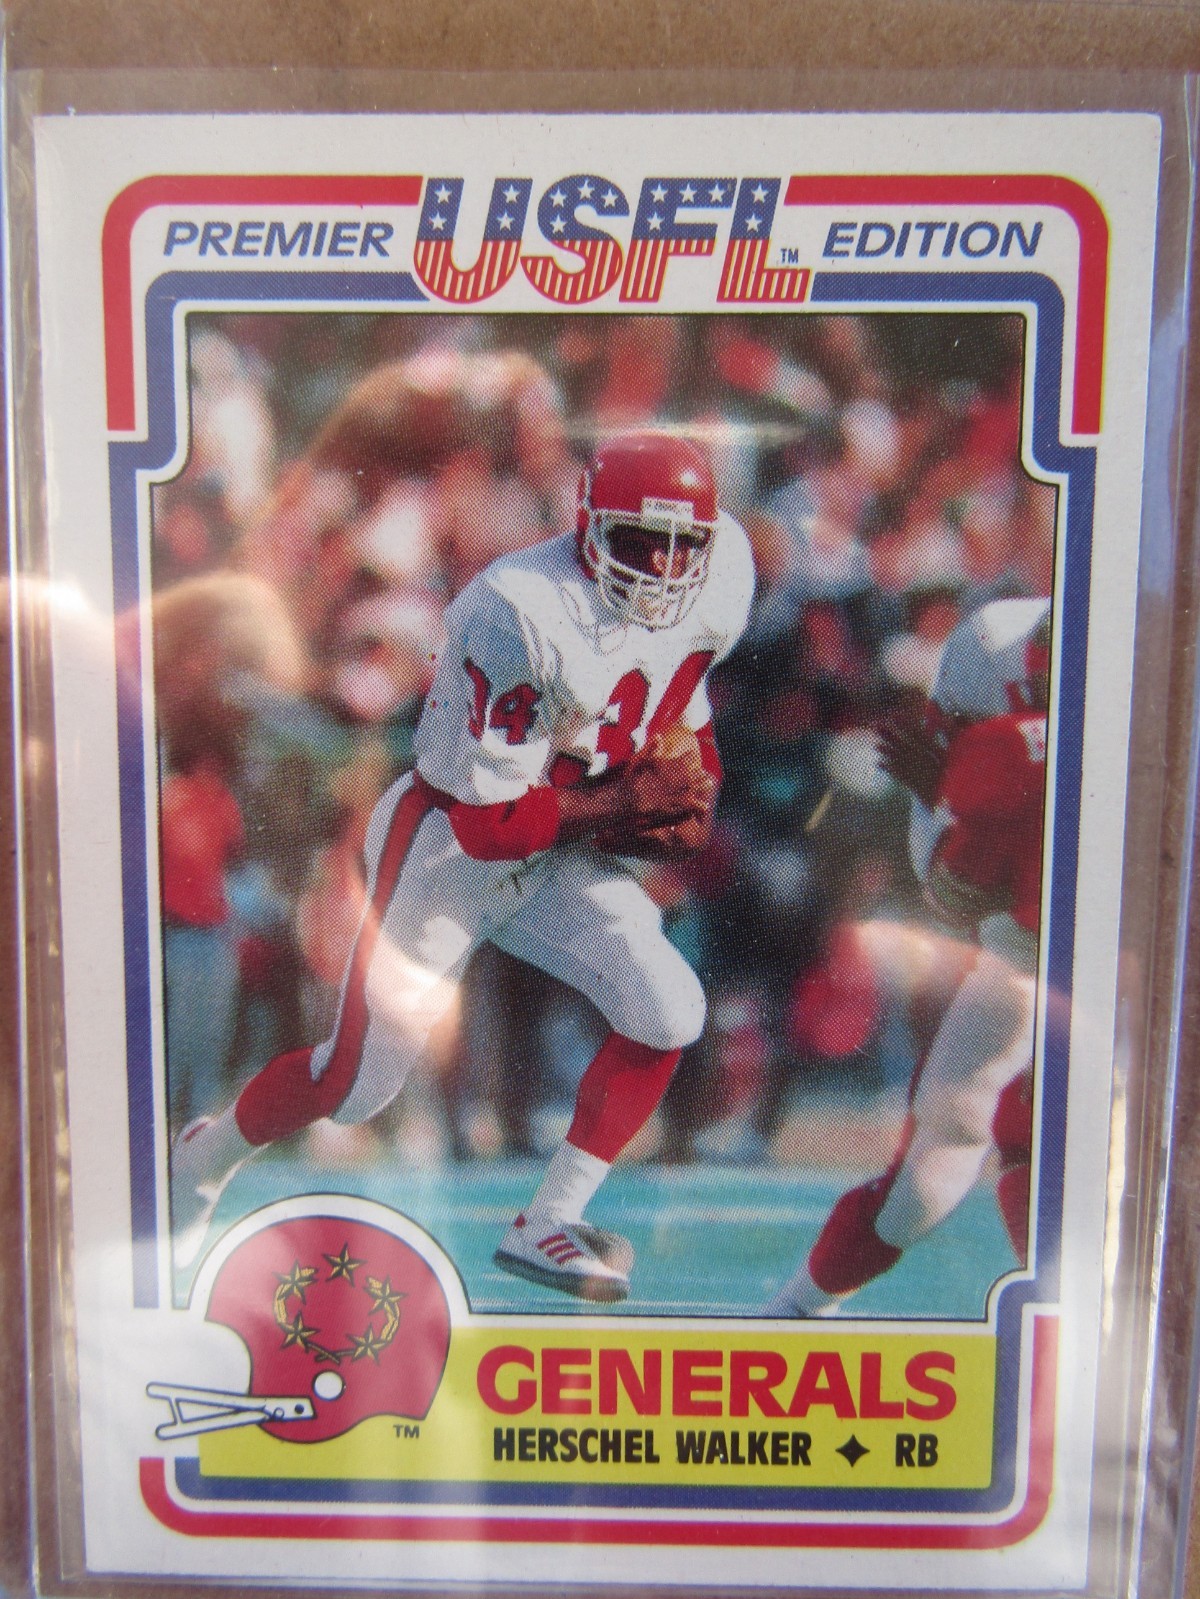 PREMIER USFL™ EDITION
34
34
TM
GENERALS
HERSCHEL WALKER ✦ RB